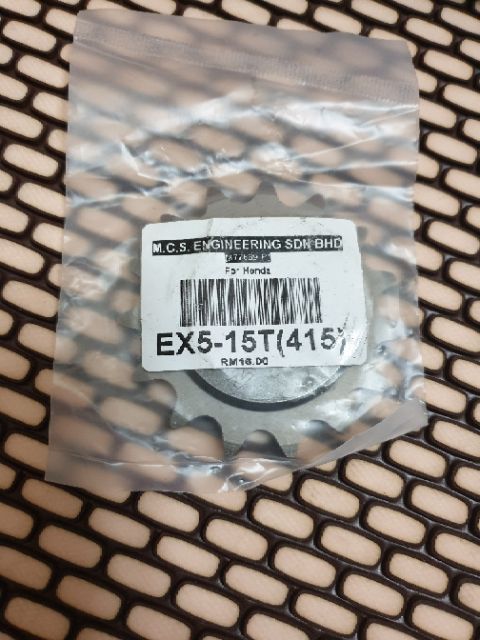 M.C.S. ENGINEERING SDN BHD
For Honda
EX5-15T(415)
RM16.00